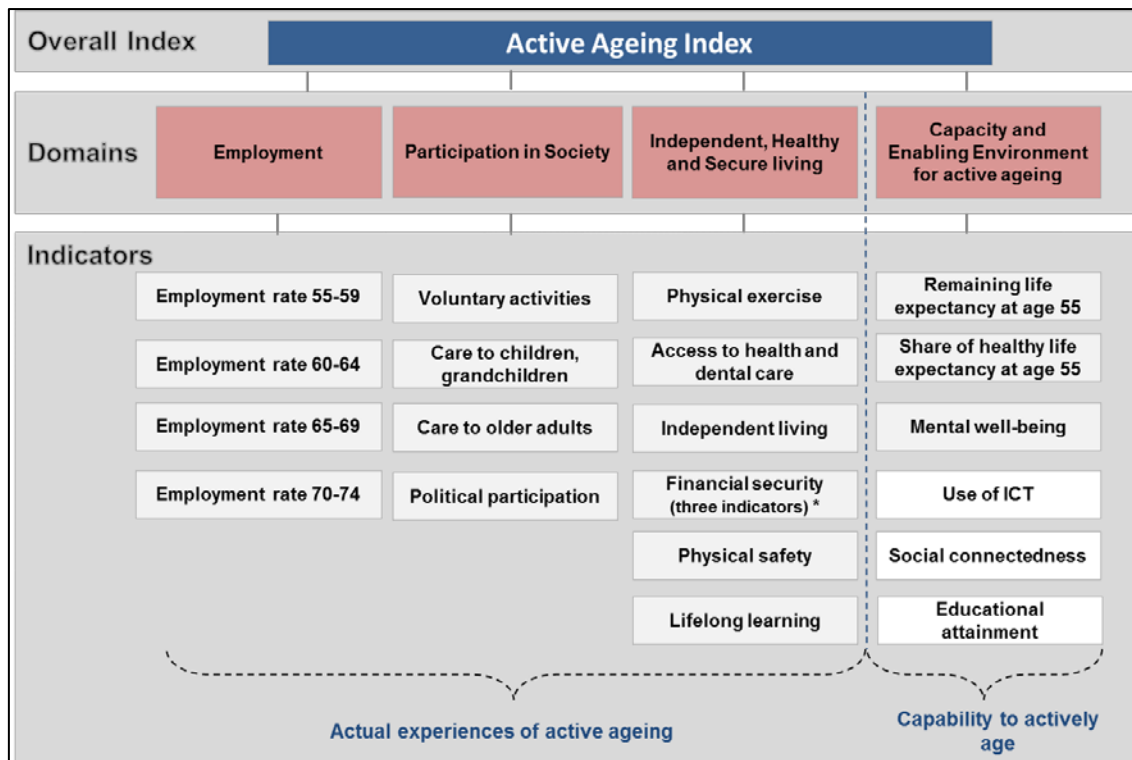 Overall Index
Active Ageing Index
Domains
Employment
Participation in Society
Independent, Healthy
and Secure living
Capacity and
Enabling Environment
for active ageing
Indicators
Employment rate 55-59
Voluntary activities
Physical exercise
Remaining life
expectancy at age 55
Employment rate 60-64
Care to children,
grandchildren
Access to health and
dental care
Share of healthy life
expectancy at age 55
Employment rate 65-69
Care to older adults
Independent living
Mental well-being
Employment rate 70-74
Political participation
Financial security
(three indicators) *
Use of ICT
Physical safety
Social connectedness
Lifelong learning
Educational
attainment
Actual experiences of active ageing
Capability to actively
age